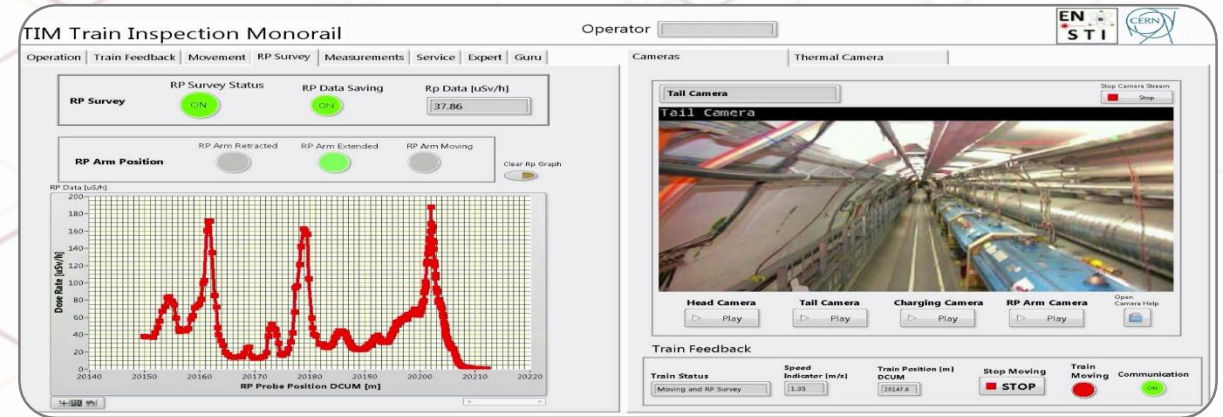 TIM Train Inspection Monorail
Operator
EN
STI
CERN
Operation Train Feedback Movement RP Survey Measurements Service Expert Guru
RP Survey
RP Survey Status
ON
RP Data Saving
ON
Rp Data [uSv/h]
37.86
RP Arm Position
RP Arm Retracted
RP Arm Extended
RP Arm Moving
Clear Rp Graph
RP Data [uS/h]
Dose Rate [uSv/h]
200
180
160
140
120
100
80
60
40
20
0
20140 20150 20160 20170 20180 20190 20200 20210 20220
RP Probe Position DCUM [m]
Cameras Thermal Camera
Tail Camera
Stop Camera Stream
Stop
Tail Camera
Head Camera Tail Camera Charging Camera RP Arm Camera
Open
Camera Help
Play Play Play Play
Train Feedback
Train Status
Moving and RP Survey
Speed
Indicator [m/s]
1.35
Train Position [m]
DCUM
20147.6
Stop Moving
STOP
Train
Moving
Communication
ON